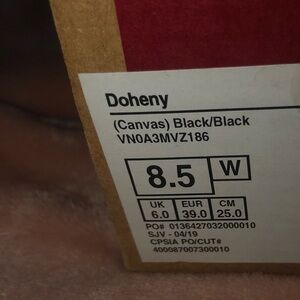 Doheny
(Canvas) Black/Black
VN0A3MVZ186
8.5 W
UK EUR CM
6.0 39.0 25.0
PO# 0136427032000010
SJV - 04/19
CPSIA PO/CUT#
400087007300010